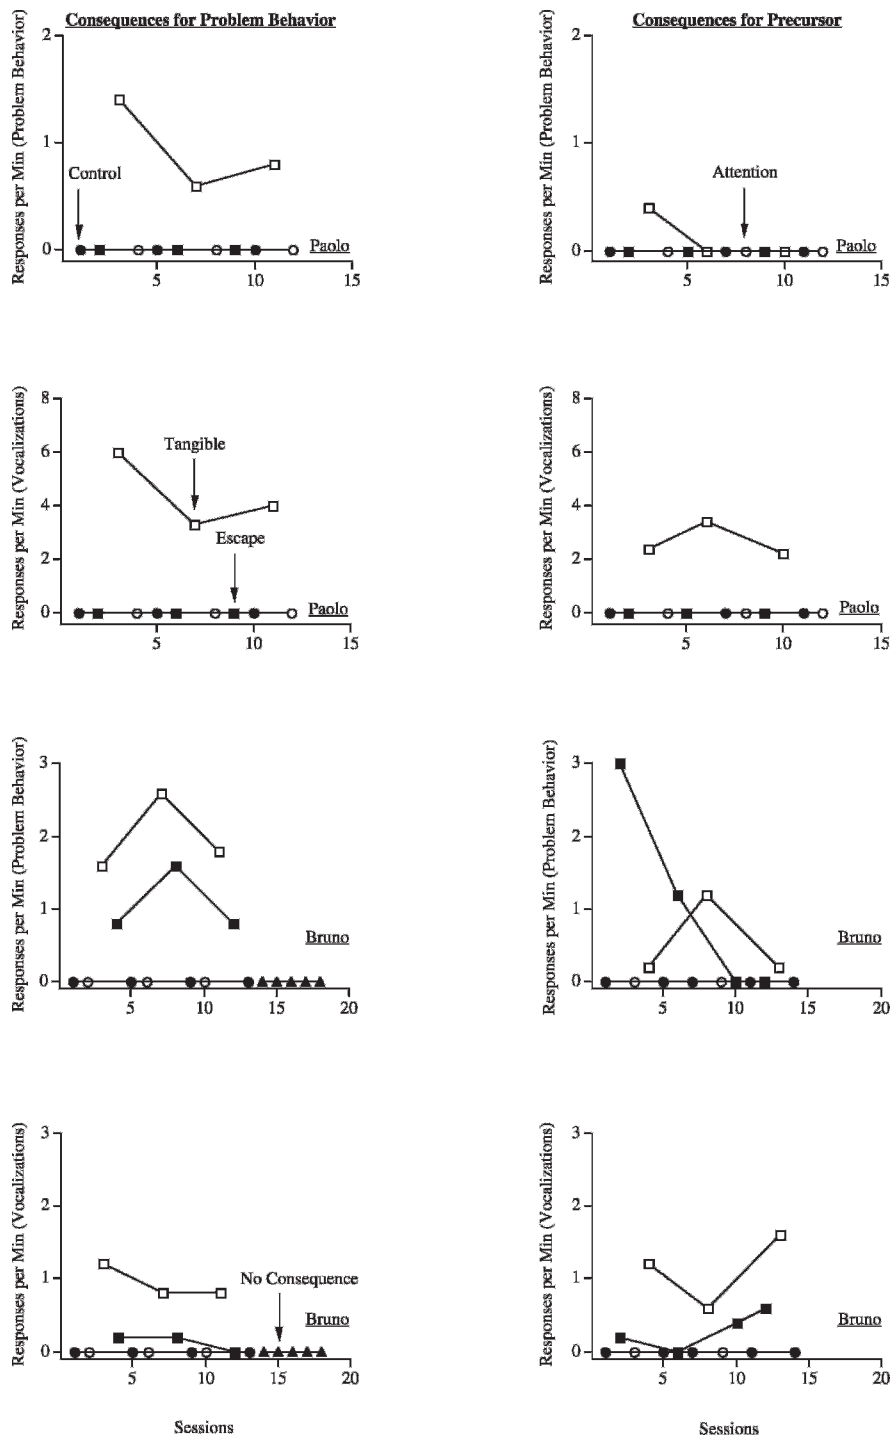 Consequences for Problem Behavior
Responses per Min (Problem Behavior)
2
1
0
Control
Paolo
5
10
15
Consequences for Precursor
Responses per Min (Problem Behavior)
2
1
0
Attention
Paolo
5
10
15
Responses per Min (Vocalizations)
8
6
4
2
0
Tangible
Escape
Paolo
5
10
15
Responses per Min (Vocalizations)
8
6
4
2
0
Paolo
5
10
15
Responses per Min (Problem Behavior)
3
2
1
0
Bruno
5
10
15
20
Responses per Min (Problem Behavior)
3
2
1
0
Bruno
5
10
15
20
Responses per Min (Vocalizations)
3
2
1
0
No Consequence
Bruno
5
10
15
20
Sessions
Responses per Min (Vocalizations)
3
2
1
0
Bruno
5
10
15
20
Sessions